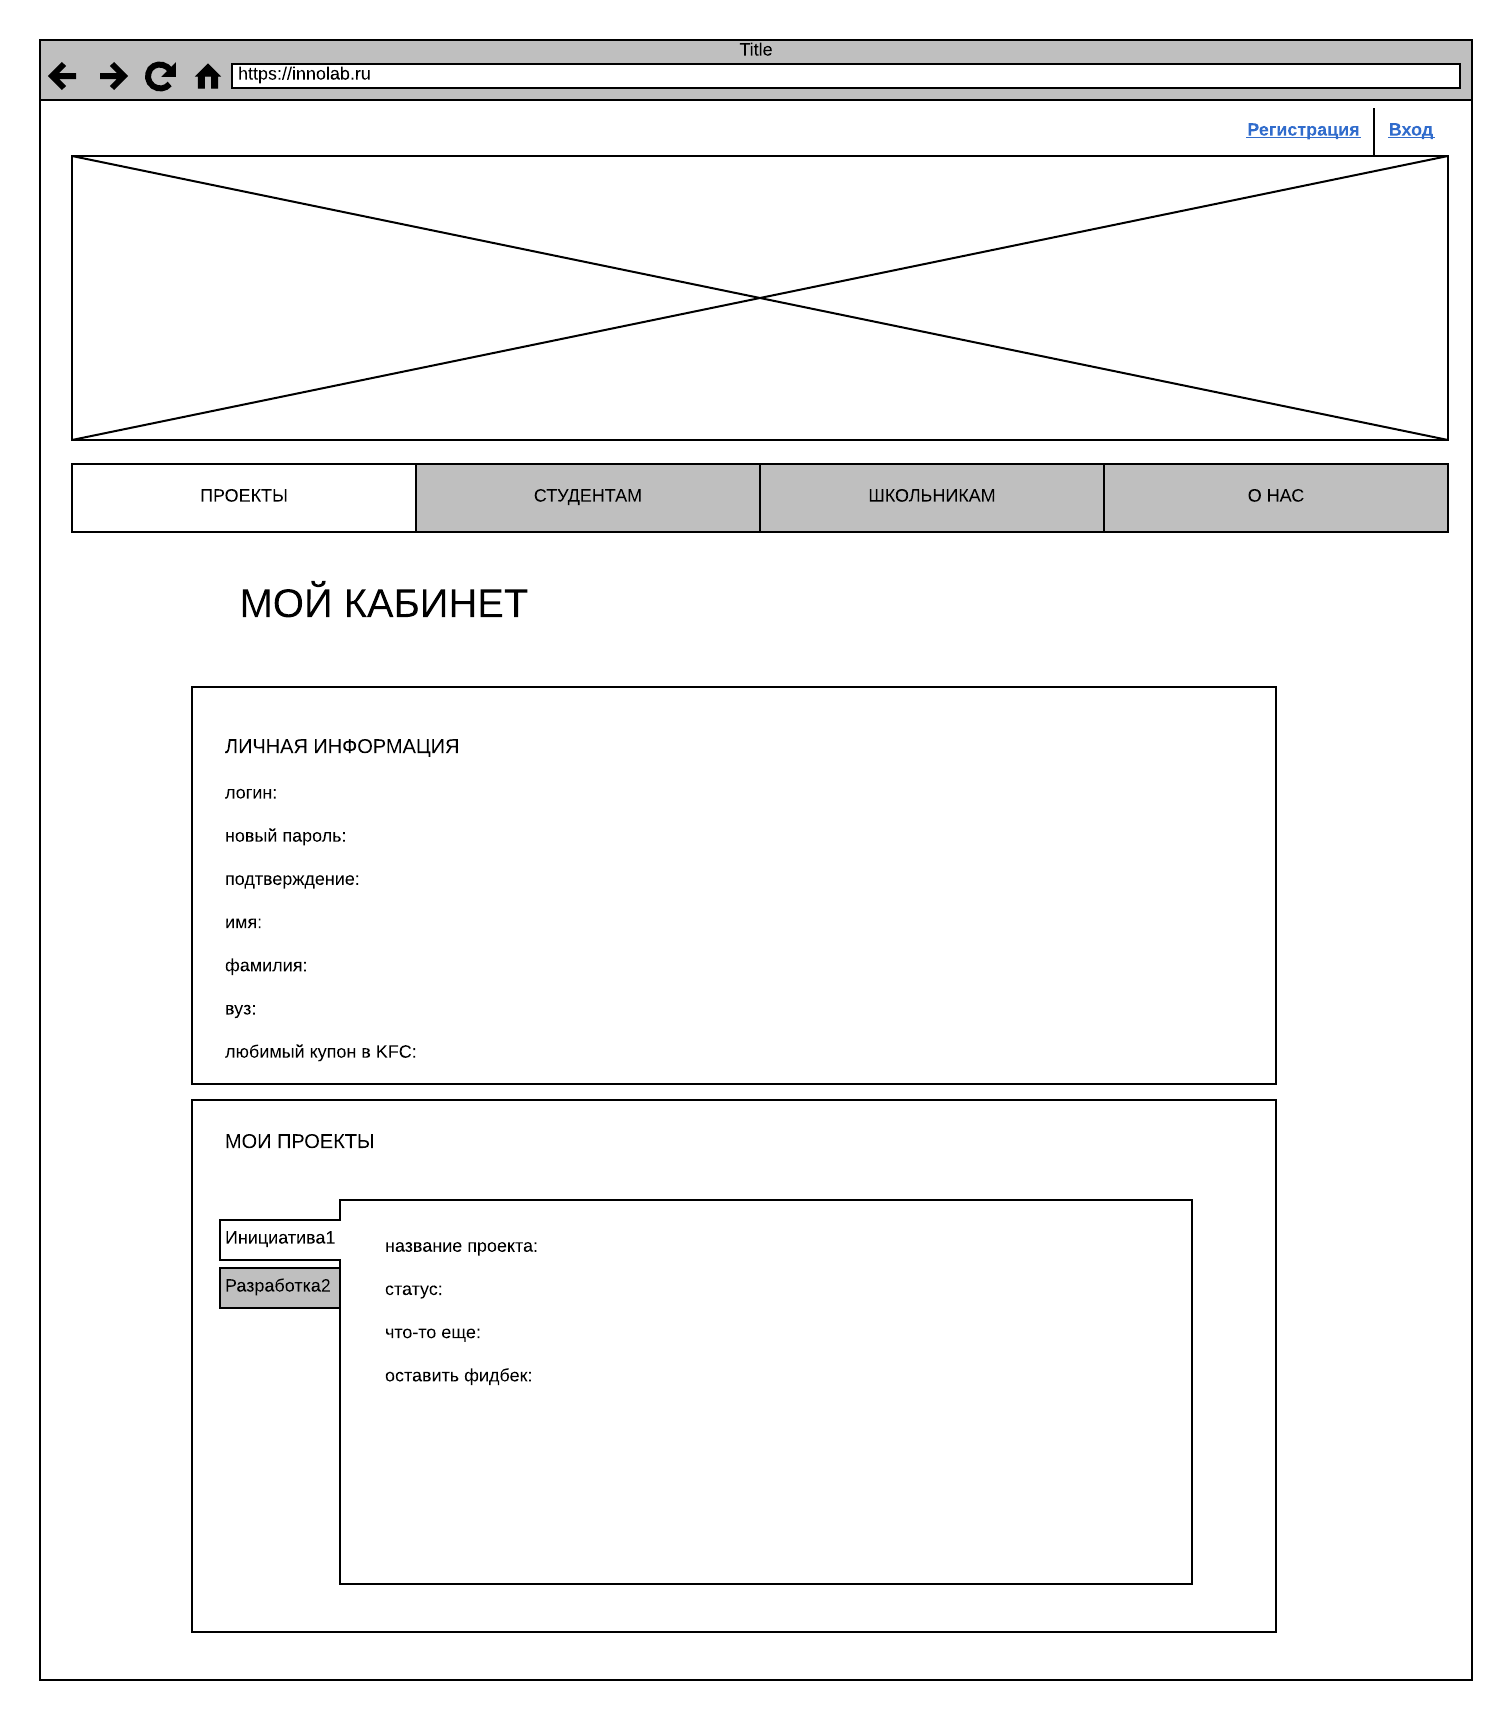 Title
https://innolab.ru
Регистрация
Вход
ПРОЕКТЫ
СТУДЕНТАМ
ШКОЛЬНИКАМ
О НАС
МОЙ КАБИНЕТ
ЛИЧНАЯ ИНФОРМАЦИЯ
логин:
новый пароль:
подтверждение:
имя:
фамилия:
вуз:
любимый купон в KFC:
МОИ ПРОЕКТЫ
Инициатива1
Разработка2
название проекта:
статус:
что-то еще:
оставить фидбек: